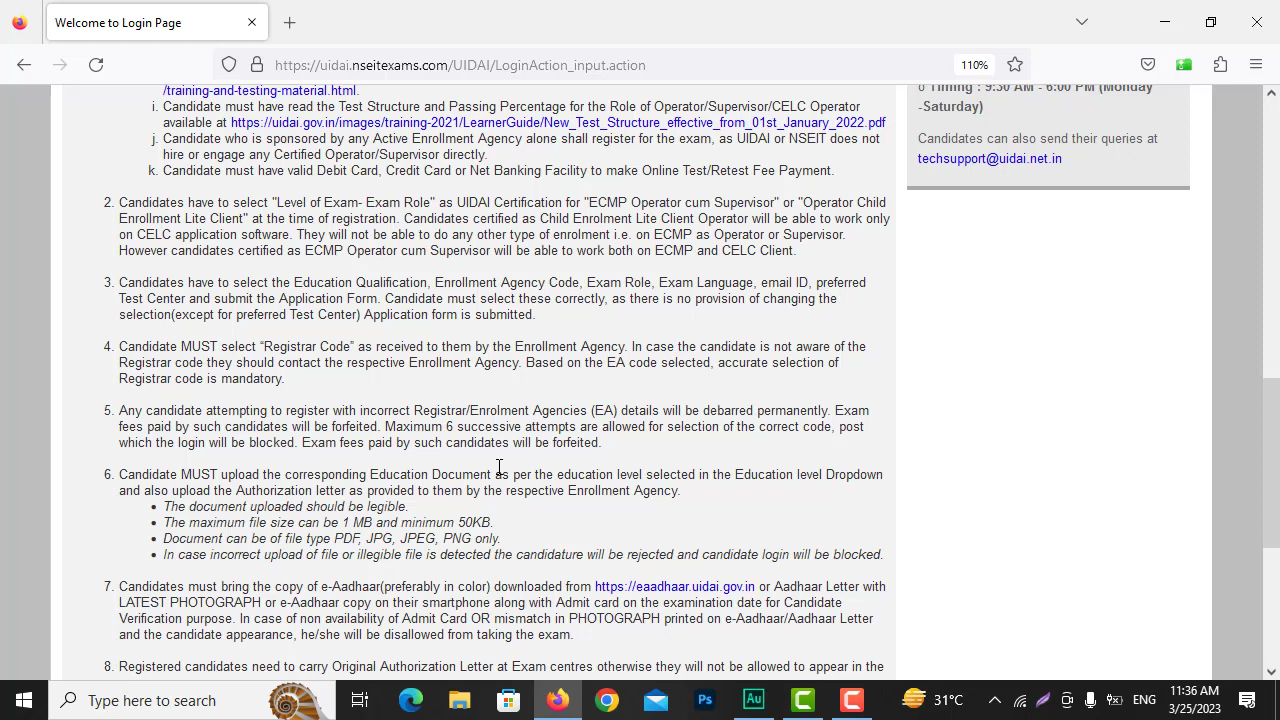 Welcome to Login Page
https://uidai.nseitexams.com/UIDAI/LoginAction_input.action
110%
/training-and-testing-material.html.
i. Candidate must have read the Test Structure and Passing Percentage for the Role of Operator/Supervisor/CELC Operator
available at https://uidai.gov.in/images/training-2021/LearnerGuide/New_Test_Structure_effective_from_01st_January_2022.pdf
j. Candidate who is sponsored by any Active Enrollment Agency alone shall register for the exam, as UIDAI or NSEIT does not
hire or engage any Certified Operator/Supervisor directly.
k. Candidate must have valid Debit Card, Credit Card or Net Banking Facility to make Online Test/Retest Fee Payment.
2. Candidates have to select "Level of Exam- Exam Role" as UIDAI Certification for "ECMP Operator cum Supervisor" or "Operator Child
Enrollment Lite Client" at the time of registration. Candidates certified as Child Enrolment Lite Client Operator will be able to work only
on CELC application software. They will not be able to do any other type of enrolment i.e. on ECMP as Operator or Supervisor.
However candidates certified as ECMP Operator cum Supervisor will be able to work both on ECMP and CELC Client.
3. Candidates have to select the Education Qualification, Enrollment Agency Code, Exam Role, Exam Language, email ID, preferred
Test Center and submit the Application Form. Candidate must select these correctly, as there is no provision of changing the
selection(except for preferred Test Center) Application form is submitted.
4. Candidate MUST select “Registrar Code” as received to them by the Enrollment Agency. In case the candidate is not aware of the
Registrar code they should contact the respective Enrollment Agency. Based on the EA code selected, accurate selection of
Registrar code is mandatory.
5. Any candidate attempting to register with incorrect Registrar/Enrolment Agencies (EA) details will be debarred permanently. Exam
fees paid by such candidates will be forfeited. Maximum 6 successive attempts are allowed for selection of the correct code, post
which the login will be blocked. Exam fees paid by such candidates will be forfeited.
6. Candidate MUST upload the corresponding Education Document as per the education level selected in the Education level Dropdown
and also upload the Authorization letter as provided to them by the respective Enrollment Agency.
• The document uploaded should be legible.
• The maximum file size can be 1 MB and minimum 50KB.
• Document can be of file type PDF, JPG, JPEG, PNG only.
• In case incorrect upload of file or illegible file is detected the candidature will be rejected and candidate login will be blocked.
7. Candidates must bring the copy of e-Aadhaar(preferably in color) downloaded from https://eaadhaar.uidai.gov.in or Aadhaar Letter with
LATEST PHOTOGRAPH or e-Aadhaar copy on their smartphone along with Admit card on the examination date for Candidate
Verification purpose. In case of non availability of Admit Card OR mismatch in PHOTOGRAPH printed on e-Aadhaar/Aadhaar Letter
and the candidate appearance, he/she will be disallowed from taking the exam.
8. Registered candidates need to carry Original Authorization Letter at Exam centres otherwise they will not be allowed to appear in the
o Timing : 9:30 AM - 6:00 PM (Monday
-Saturday)
Candidates can also send their queries at
techsupport@uidai.net.in
Type here to search
Ps
Au
C
C
31°C
ENG
11:36 AM
3/25/2023